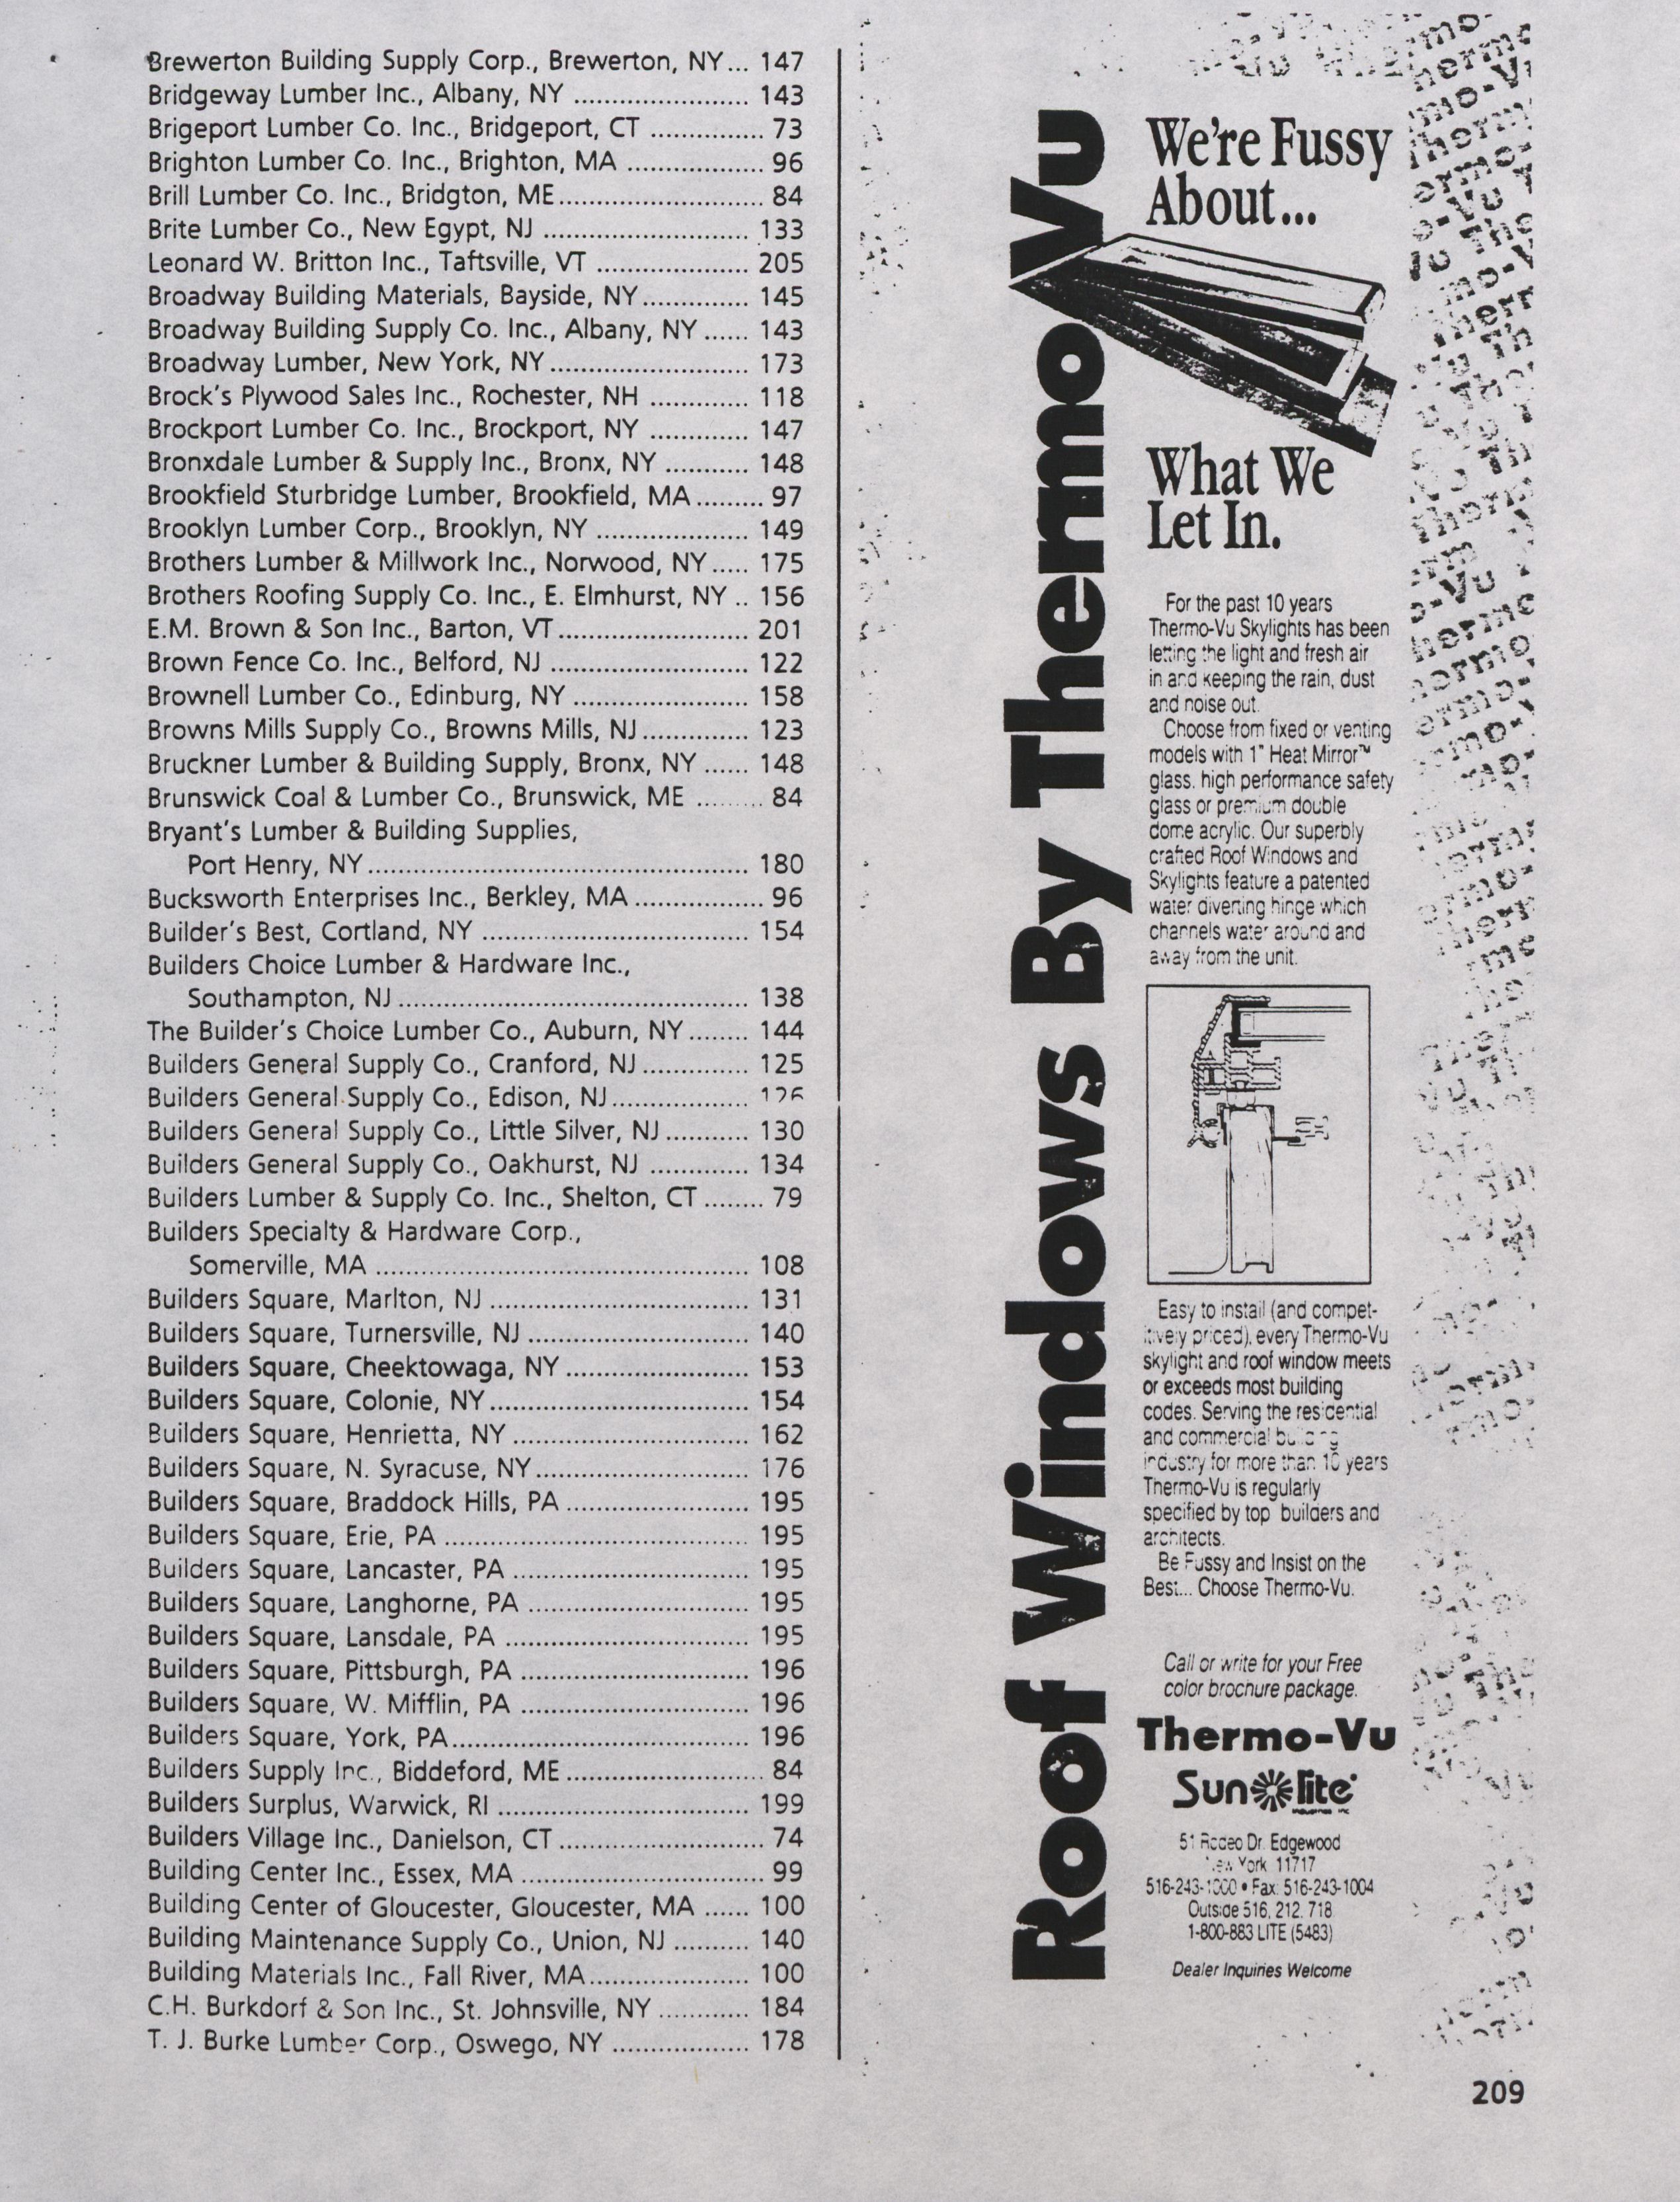 Brewerton Building Supply Corp., Brewerton, NY... 147
Bridgeway Lumber Inc., Albany, NY ........................ 143
Brigeport Lumber Co. Inc., Bridgeport, CT ............... 73
Brighton Lumber Co. Inc., Brighton, MA .................. 96
Brill Lumber Co. Inc., Bridgton, ME........................... 84
Brite Lumber Co., New Egypt, NJ ........................... 133
Leonard W. Britton Inc., Taftsville, VT .................... 205
Broadway Building Materials, Bayside, NY.............. 145
Broadway Building Supply Co. Inc., Albany, NY ...... 143
Broadway Lumber, New York, NY.......................... 173
Brock's Plywood Sales Inc., Rochester, NH ............. 118
Brockport Lumber Co. Inc., Brockport, NY ............. 147
Bronxdale Lumber & Supply Inc., Bronx, NY ........... 148
Brookfield Sturbridge Lumber, Brookfield, MA......... 97
Brooklyn Lumber Corp., Brooklyn, NY .................... 149
Brothers Lumber & Millwork Inc., Norwood, NY ..... 175
Brothers Roofing Supply Co. Inc., E. Elmhurst, NY .. 156
E.M. Brown & Son Inc., Barton, VT......................... 201
Brown Fence Co. Inc., Belford, NJ .......................... 122
Brownell Lumber Co., Edinburg, NY ....................... 158
Browns Mills Supply Co., Browns Mills, NJ.............. 123
Bruckner Lumber & Building Supply, Bronx, NY ...... 148
Brunswick Coal & Lumber Co., Brunswick, ME ......... 84
Bryant's Lumber & Building Supplies,
Port Henry, NY.................................................. 180
Bucksworth Enterprises Inc., Berkley, MA ................. 96
Builder's Best, Cortland, NY ................................... 154
Builders Choice Lumber & Hardware Inc.,
Southampton, NJ.............................................. 138
The Builder's Choice Lumber Co., Auburn, NY........ 144
Builders General Supply Co., Cranford, NJ.............. 125
Builders General Supply Co., Edison, NJ.................. 126
Builders General Supply Co., Little Silver, NJ........... 130
Builders General Supply Co., Oakhurst, NJ ............. 134
Builders Lumber & Supply Co. Inc., Shelton, CT ........ 79
Builders Specialty & Hardware Corp.,
Somerville, MA ................................................. 108
Builders Square, Marlton, NJ .................................. 131
Builders Square, Turnersville, NJ ............................. 140
Builders Square, Cheektowaga, NY ........................ 153
Builders Square, Colonie, NY .................................. 154
Builders Square, Henrietta, NY ............................... 162
Builders Square, N. Syracuse, NY............................ 176
Builders Square, Braddock Hills, PA ........................ 195
Builders Square, Erie, PA ........................................ 195
Builders Square, Lancaster, PA ............................... 195
Builders Square, Langhorne, PA ............................. 195
Builders Square, Lansdale, PA ................................ 195
Builders Square, Pittsburgh, PA .............................. 196
Builders Square, W. Mifflin, PA .............................. 196
Builders Square, York, PA....................................... 196
Builders Supply Inc., Biddeford, ME.......................... 84
Builders Surplus, Warwick, RI ................................. 199
Builders Village Inc., Danielson, CT ........................... 74
Building Center Inc., Essex, MA ................................ 99
Building Center of Gloucester, Gloucester, MA ...... 100
Building Maintenance Supply Co., Union, NJ .......... 140
Building Materials Inc., Fall River, MA..................... 100
C.H. Burkdorf & Son Inc., St. Johnsville, NY ............ 184
T. J. Burke Lumber Corp., Oswego, NY .................. 178
Roof Windows By Thermo Vu
We're Fussy
About...
What We
Let In.
For the past 10 years
Thermo-Vu Skylights has been
letting the light and fresh air
in and keeping the rain, dust
and noise out.
Choose from fixed or venting
models with 1" Heat Mirror™
glass, high performance safety
glass or premium double
dome acrylic. Our superbly
crafted Roof Windows and
Skylights feature a patented
water diverting hinge which
channels water around and
away from the unit.
Easy to install (and compet-
itively priced), every Thermo-Vu
skylight and roof window meets
or exceeds most building
codes. Serving the residential
and commercial building
industry for more than 10 years
Thermo-Vu is regularly
specified by top builders and
architects.
Be Fussy and Insist on the
Best... Choose Thermo-Vu.
Call or write for your Free
color brochure package.
Thermo-Vu
Sun lite
Industries Inc
51 Rodeo Dr. Edgewood
New York 11717
516-243-1000 • Fax: 516-243-1004
Outside 516, 212, 718
1-800-883 LITE (5483)
Dealer Inquiries Welcome
209